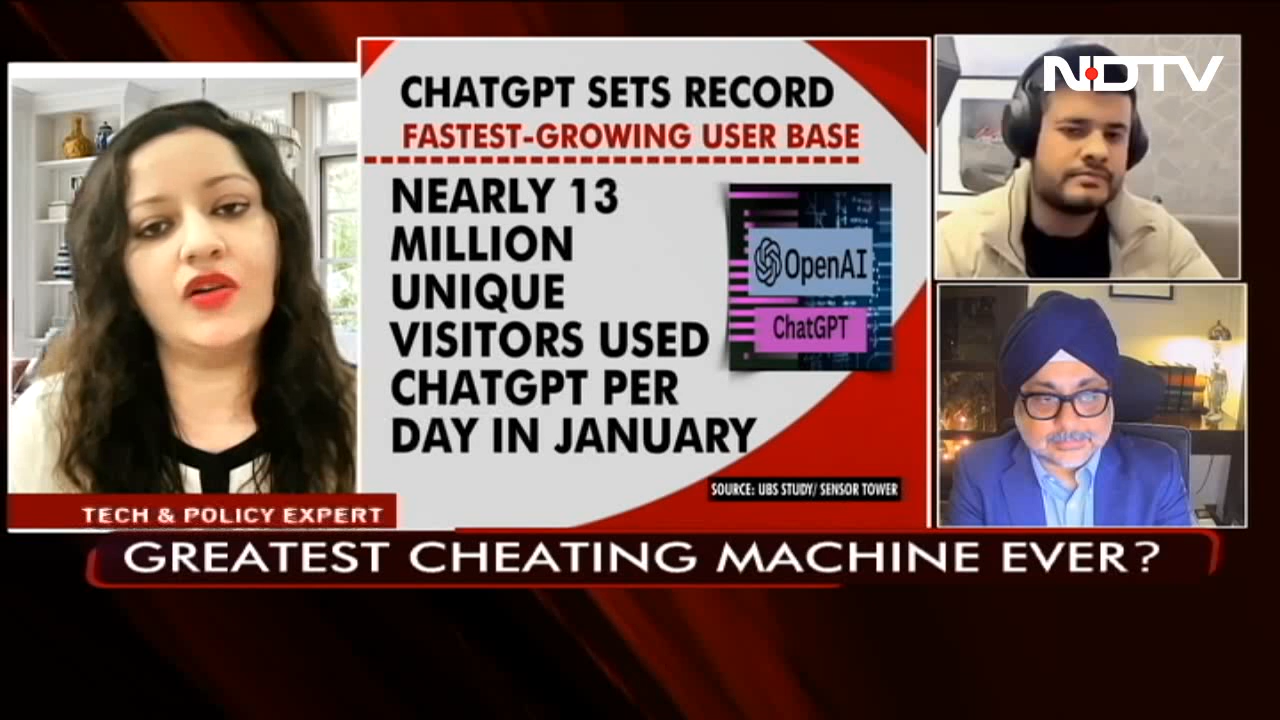 NDTV
CHATGPT SETS RECORD
FASTEST-GROWING USER BASE
NEARLY 13
MILLION
UNIQUE
VISITORS USED
CHATGPT PER
DAY IN JANUARY
OpenAI
ChatGPT
SOURCE: UBS STUDY/ SENSOR TOWER
TECH & POLICY EXPERT
GREATEST CHEATING MACHINE EVER?